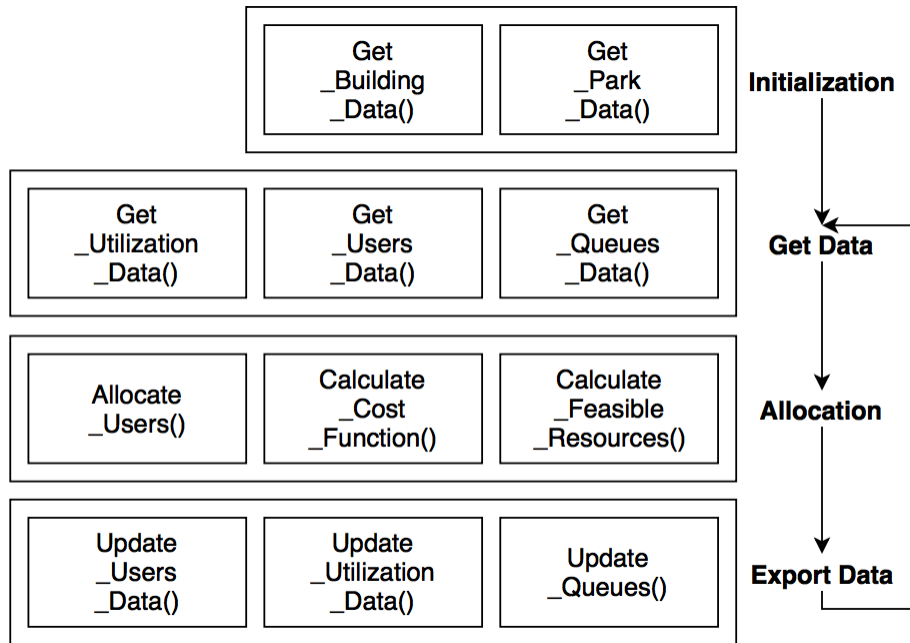 Get
_Building
_Data()
Get
_Park
_Data()
Initialization
Get
_Utilization
_Data()
Get
_Users
_Data()
Get
_Queues
_Data()
Get Data
Allocate
_Users()
Calculate
_Cost
_Function()
Calculate
_Feasible
_Resources()
Allocation
Update
_Users
_Data()
Update
_Utilization
_Data()
Update
_Queues()
Export Data